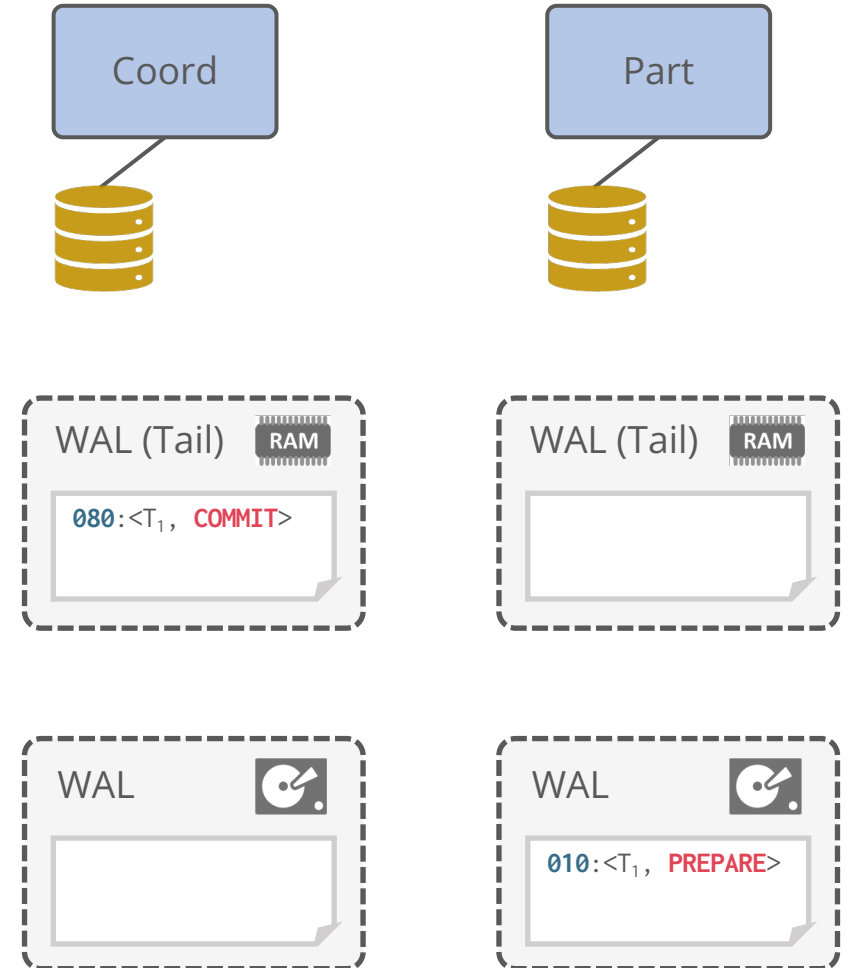 Coord
Part
WAL (Tail) RAM
WAL (Tail) RAM
080:<T₁, COMMIT>
WAL
WAL
010:<T₁, PREPARE>